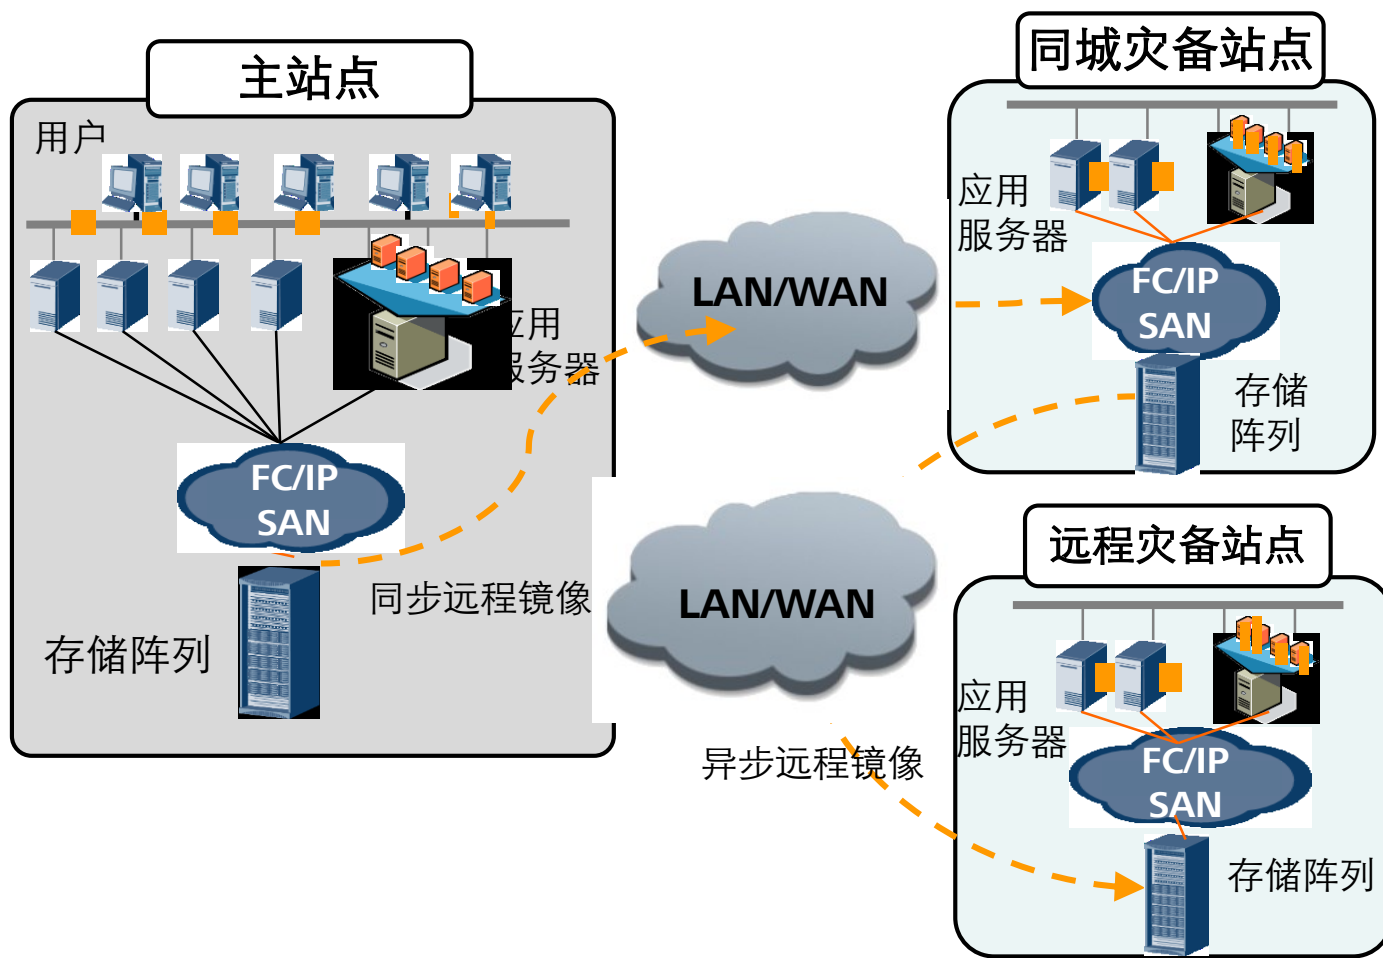 主站点
用户
应用
服务器
FC/IP
SAN
同步远程镜像
存储阵列
LAN/WAN
LAN/WAN
异步远程镜像
同城灾备站点
应用
服务器
FC/IP
SAN
存储
阵列
远程灾备站点
应用
服务器
FC/IP
SAN
存储阵列